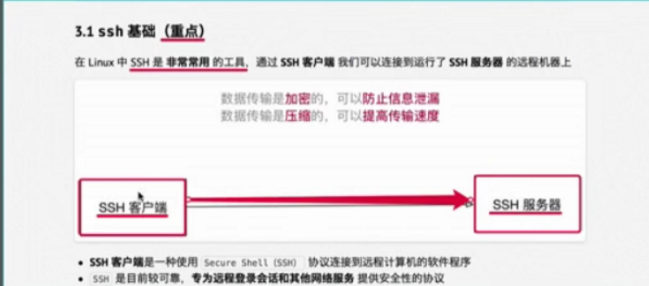 3.1 ssh 基础（重点）
在 Linux 中 SSH 是 非常常用 的工具，通过 SSH 客户端 我们可以连接到运行了 SSH 服务器 的远程机器上
数据传输是加密的，可以防止信息泄漏
数据传输是压缩的，可以提高传输速度
SSH 客户端
SSH 服务器
• SSH 客户端是一种使用 Secure Shell (SSH) 协议连接到远程计算机的软件程序
• SSH 是目前较可靠，专为远程登录会话和其他网络服务 提供安全性的协议